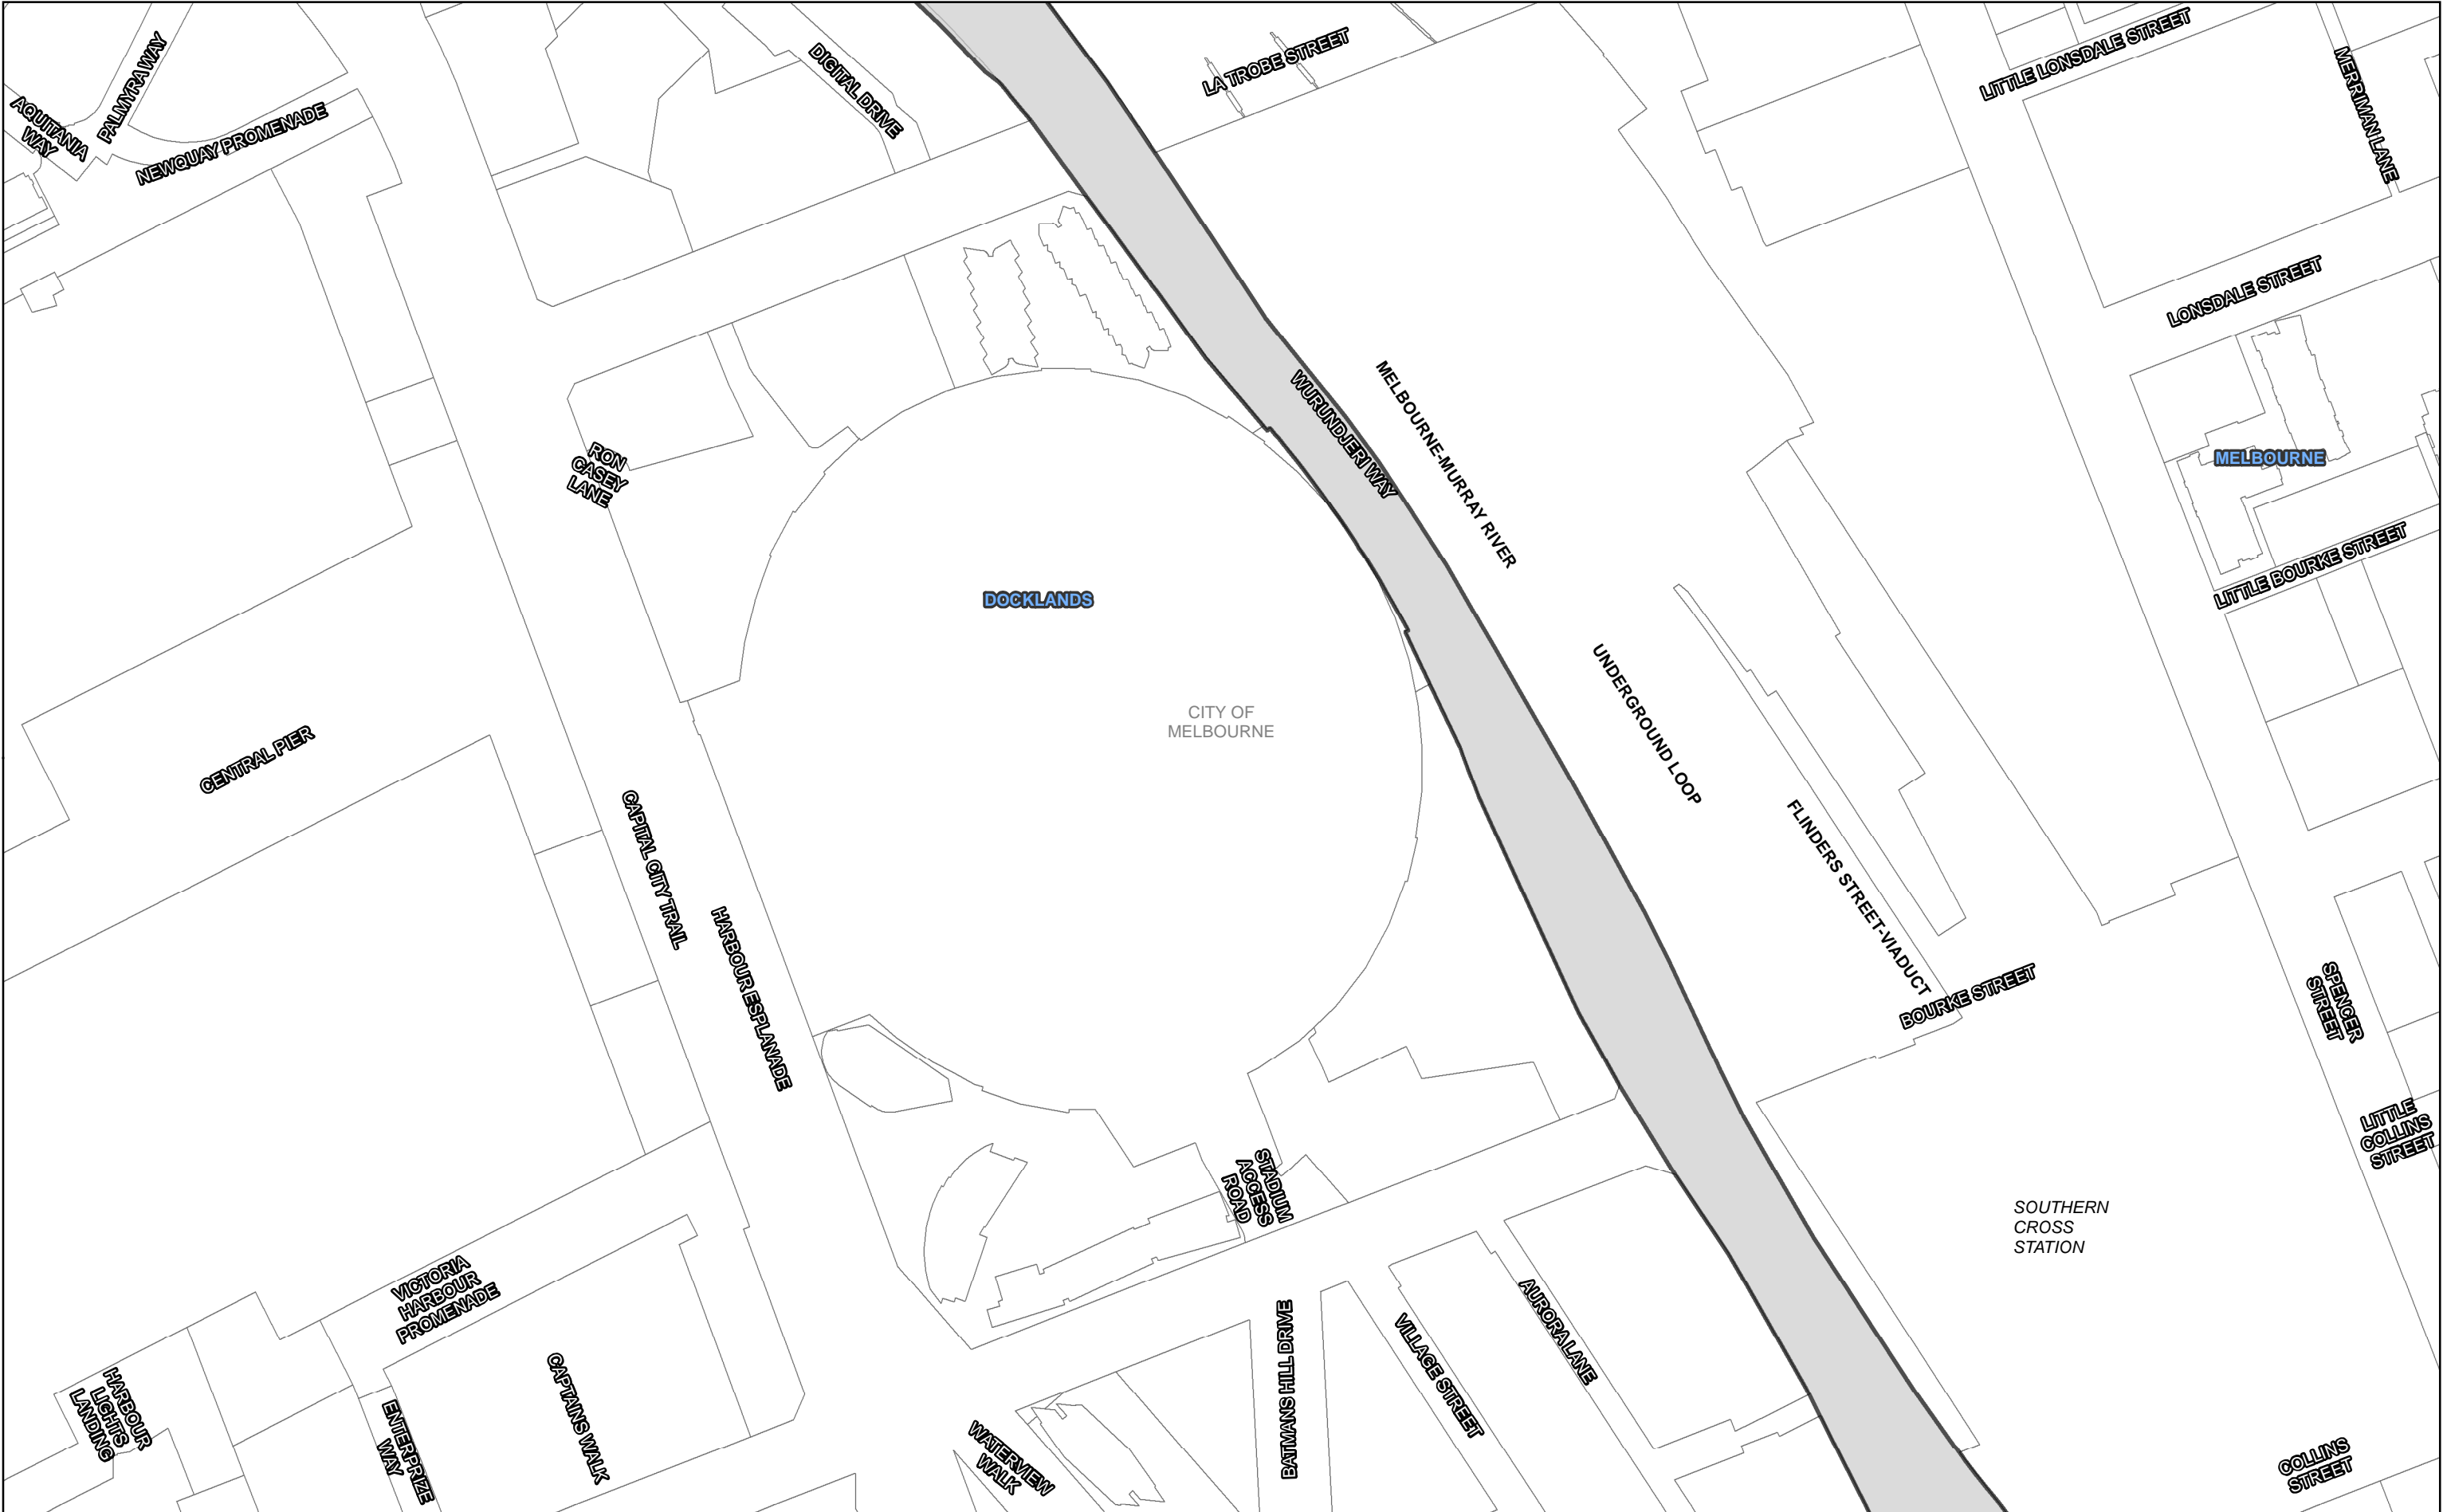 AQUITANIA
WAY
PALMYRA WAY
NEWQUAY PROMENADE
DIGITAL DRIVE
LA TROBE STREET
LITTLE LONSDALE STREET
MERRIMAN LANE
LONSDALE STREET
MELBOURNE
LITTLE BOURKE STREET
RON
CASEY
LANE
WURUNDJERI WAY
MELBOURNE-MURRAY RIVER
DOCKLANDS
CITY OF
MELBOURNE
UNDERGROUND LOOP
FLINDERS STREET-VIADUCT
CENTRAL PIER
CAPITAL CITY TRAIL
HARBOUR ESPLANADE
BOURKE STREET
SPENCER
STREET
LITTLE
COLLINS
STREET
STADIUM
ACCESS
ROAD
SOUTHERN
CROSS
STATION
VICTORIA
HARBOUR
PROMENADE
HARBOUR
LIGHTS
LANDING
ENTERPRIZE
WAY
CAPTAINS WALK
WATERVIEW
WALK
BATMANS HILL DRIVE
VILLAGE STREET
AURORA LANE
COLLINS
STREET